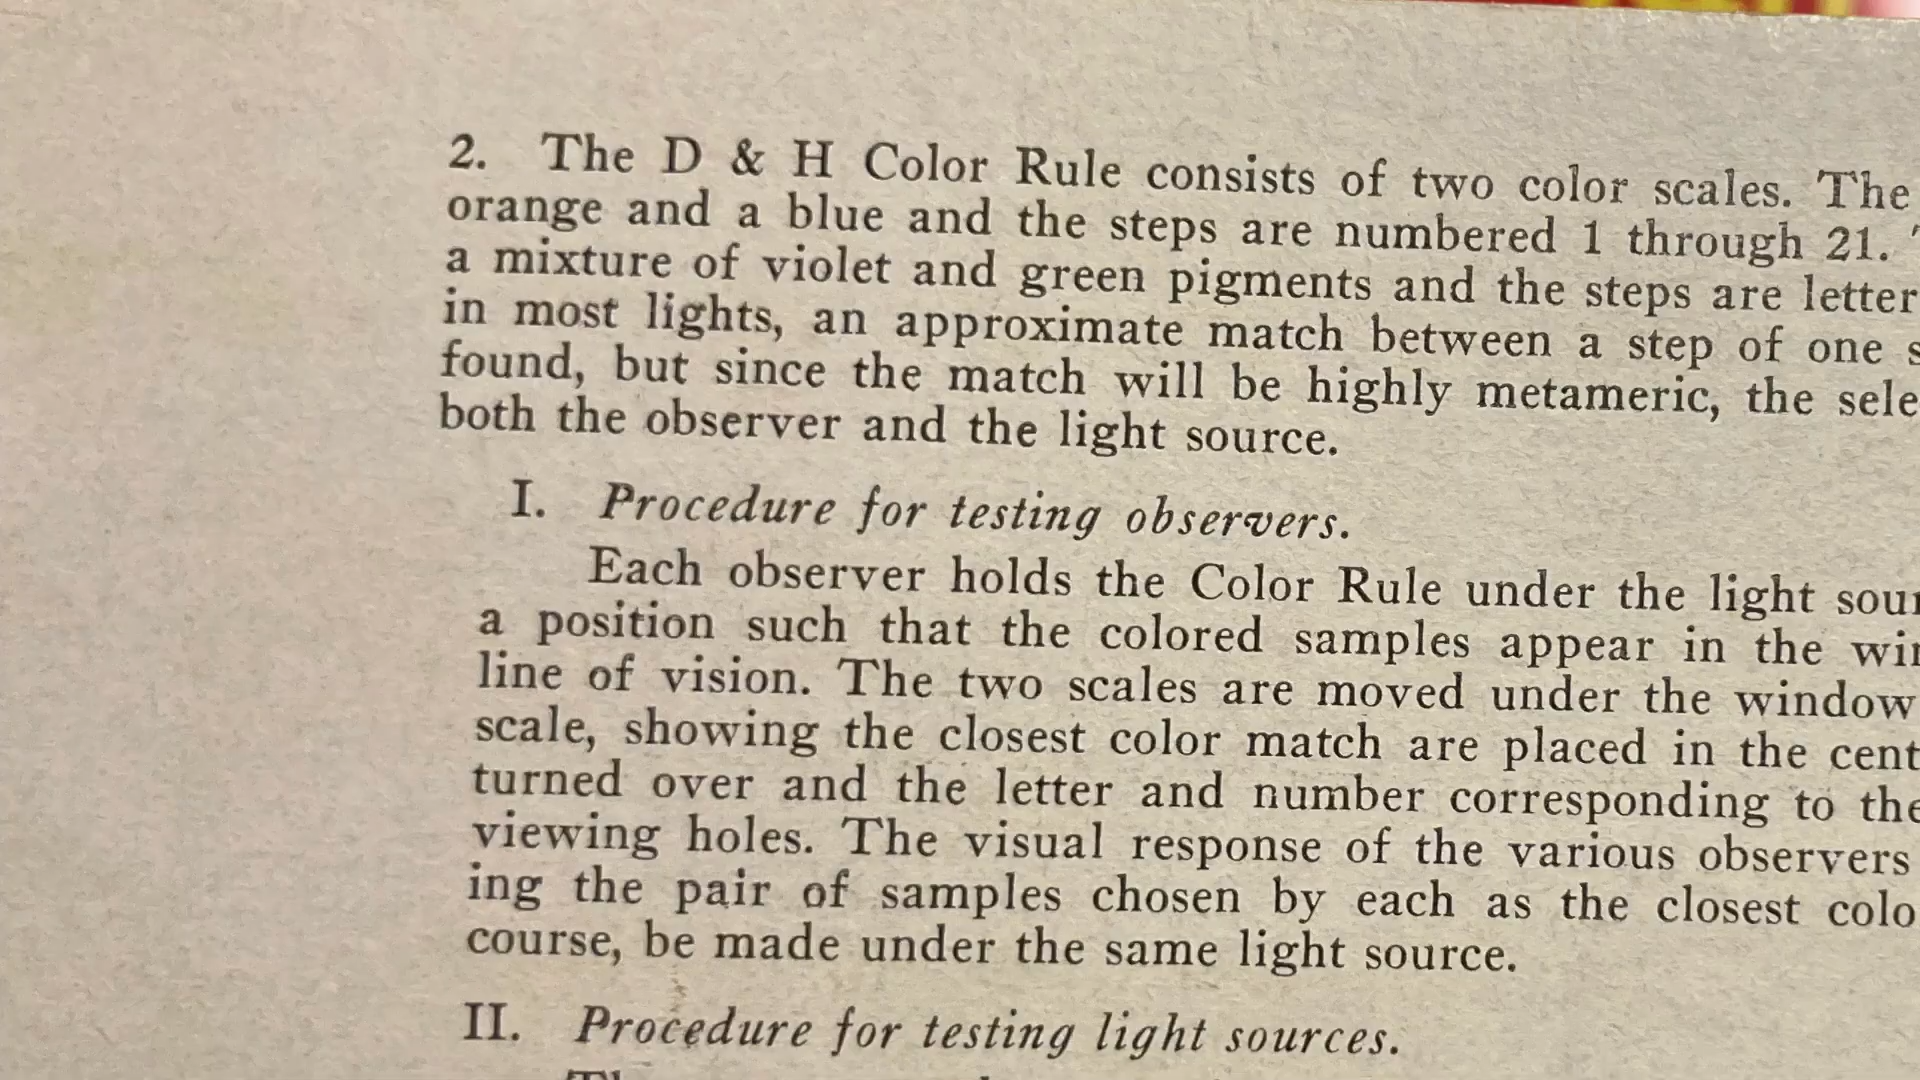 2. The D & H Color Rule consists of two color scales. The
orange and a blue and the steps are numbered 1 through 21.
a mixture of violet and green pigments and the steps are letter
in most lights, an approximate match between a step of one s
found, but since the match will be highly metameric, the sele
both the observer and the light source.
I. Procedure for testing observers.
Each observer holds the Color Rule under the light sour
a position such that the colored samples appear in the win
line of vision. The two scales are moved under the window
scale, showing the closest color match are placed in the cent
turned over and the letter and number corresponding to the
viewing holes. The visual response of the various observers
ing the pair of samples chosen by each as the closest colo
course, be made under the same light source.
II. Procedure for testing light sources.